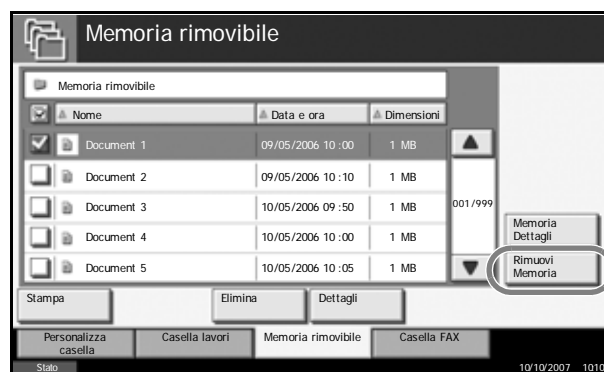 Memoria rimovibile
Memoria rimovibile
Nome Data e ora Dimensioni
Document 1 09/05/2006 10:00 1 MB
Document 2 09/05/2006 10:10 1 MB
Document 3 10/05/2006 09:50 1 MB
001/999
Document 4 10/05/2006 10:00 1 MB
Memoria
Dettagli
Document 5 10/05/2006 10:05 1 MB
Rimuovi
Memoria
Stampa Elimina Dettagli
Personalizza
casella
Casella lavori
Memoria rimovibile
Casella FAX
Stato 10/10/2007 1010